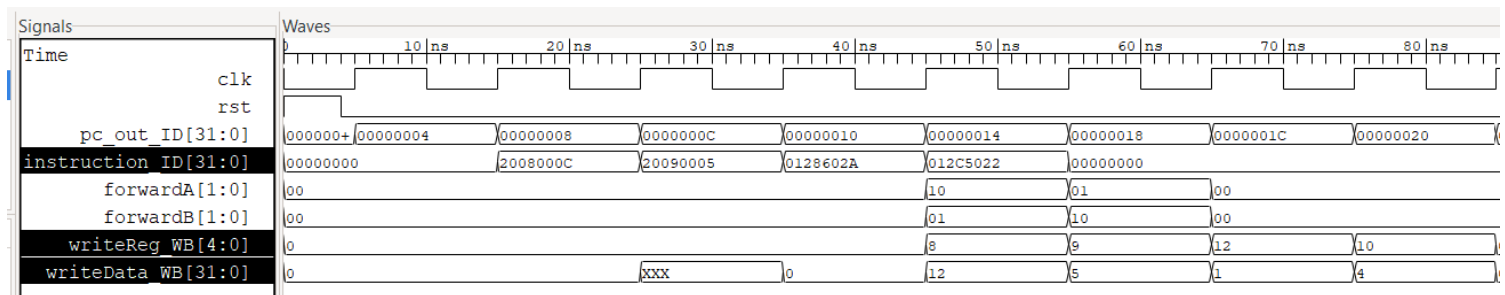 Signals Waves
Time 10 ns 20 ns 30 ns 40 ns 50 ns 60 ns 70 ns 80 ns
clk
rst
pc_out_ID[31:0] 000000+ 00000004 00000008 0000000C 00000010 00000014 00000018 0000001C 00000020
instruction_ID[31:0] 00000000 2008000C 20090005 0128602A 012C5022 00000000
forwardA[1:0] 00 10 01 00
forwardB[1:0] 00 01 10 00
writeReg_WB[4:0] 0 8 9 12 10
writeData_WB[31:0] 0 XXX 0 12 5 1 4